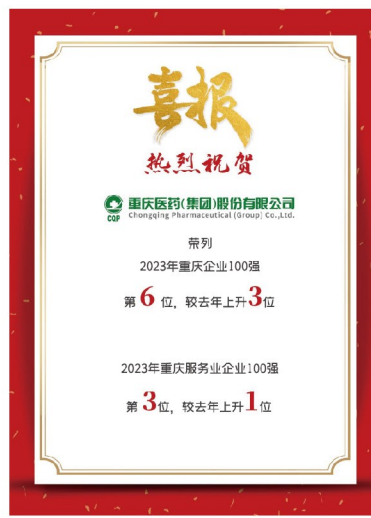 喜报
热烈祝贺
重庆医药(集团)股份有限公司
CQP
Chongqing Pharmaceutical (Group) Co.,Ltd.
荣列
2023年重庆企业100强
第6位，较去年上升3位
2023年重庆服务业企业100强
第3位，较去年上升1位